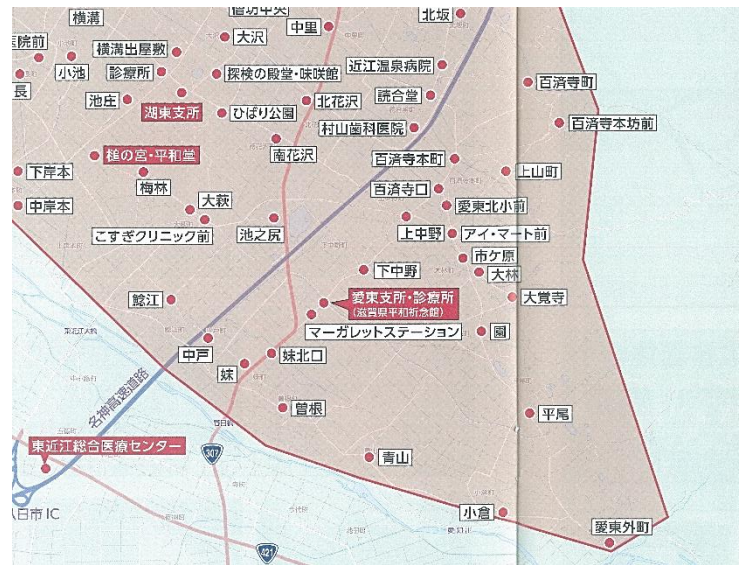 横溝
中里
北坂
大沢
医院前
横溝出屋敷
小池
診療所
探検の殿堂・味咲館
近江温泉病院
長
池庄
湖東支所
ひばり公園
北花沢
読合堂
百済寺町
村山歯科医院
百済寺本坊前
南花沢
槌の宮・平和堂
百済寺本町
下岸本
梅林
上山町
百済寺口
中岸本
大萩
愛東北小前
こすぎクリニック前
池之尻
上中野
アイ・マート前
市ケ原
下中野
大林
鯰江
愛東支所・診療所
(滋賀県平和祈念館)
大覚寺
マーガレットステーション
園
中戸
妹北口
妹
名神高速道路
曽根
平尾
東近江総合医療センター
307
青山
小倉
日市IC
愛東外町
421